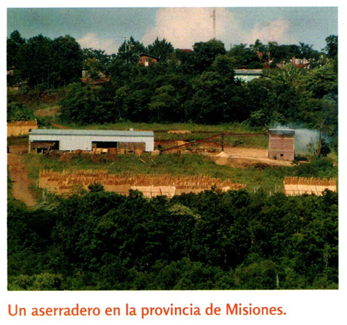 Un aserradero en la provincia de Misiones.